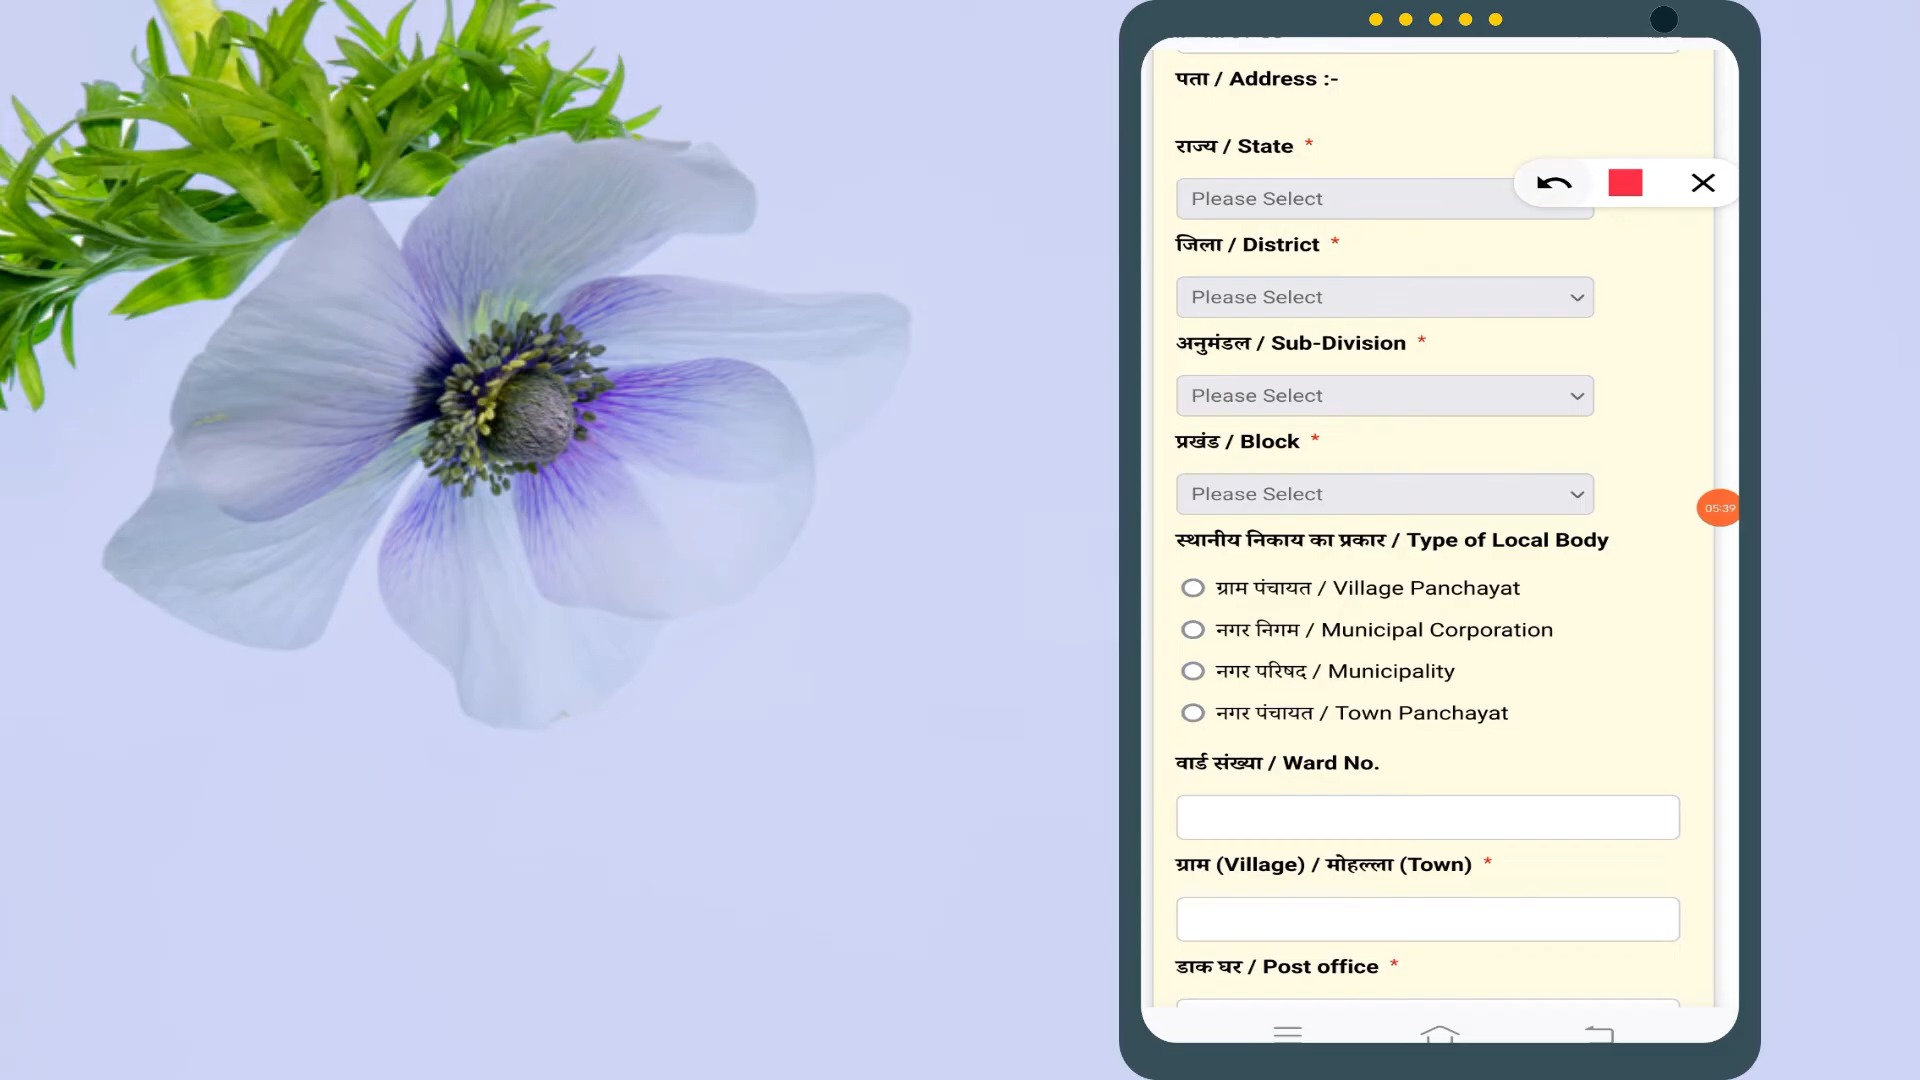 पता / Address :-
राज्य / State *
Please Select
जिला / District *
Please Select
अनुमंडल / Sub-Division *
Please Select
प्रखंड / Block *
Please Select
स्थानीय निकाय का प्रकार / Type of Local Body
ग्राम पंचायत / Village Panchayat
नगर निगम / Municipal Corporation
नगर परिषद / Municipality
नगर पंचायत / Town Panchayat
वार्ड संख्या / Ward No.
ग्राम (Village) / मोहल्ला (Town) *
डाक घर / Post office *
05:39